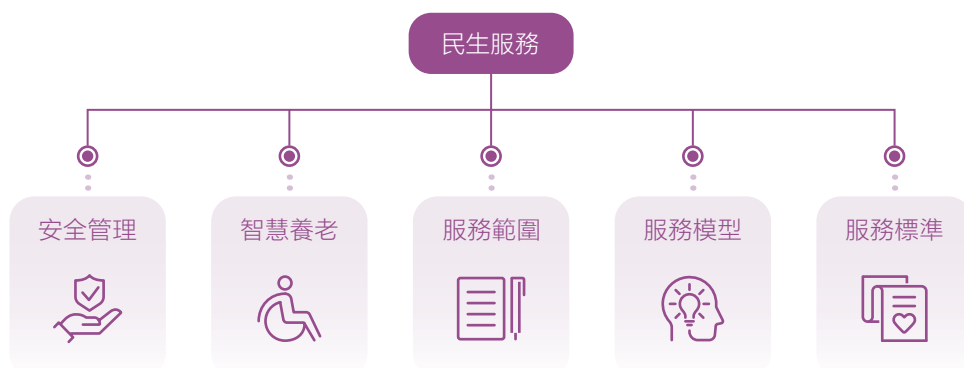 民生服務
安全管理
智慧養老
服務範圍
服務模型
服務標準